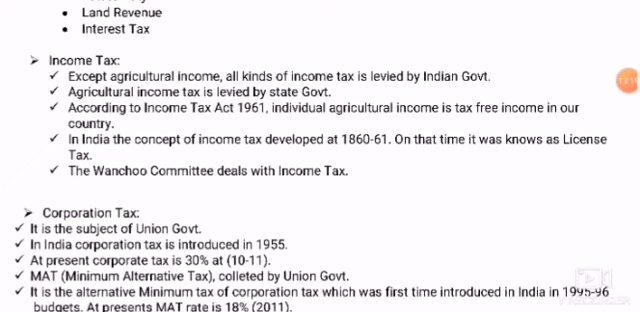 • Land Revenue
• Interest Tax
➢ Income Tax:
✓ Except agricultural income, all kinds of income tax is levied by Indian Govt.
✓ Agricultural income tax is levied by state Govt.
✓ According to Income Tax Act 1961, individual agricultural income is tax free income in our
country.
✓ In India the concept of income tax developed at 1860-61. On that time it was knows as License
Tax.
✓ The Wanchoo Committee deals with Income Tax.
➢ Corporation Tax:
✓ It is the subject of Union Govt.
✓ In India corporation tax is introduced in 1955.
✓ At present corporate tax is 30% at (10-11).
✓ MAT (Minimum Alternative Tax), colleted by Union Govt.
✓ It is the alternative Minimum tax of corporation tax which was first time introduced in India in 1995-96
budgets. At presents MAT rate is 18% (2011).